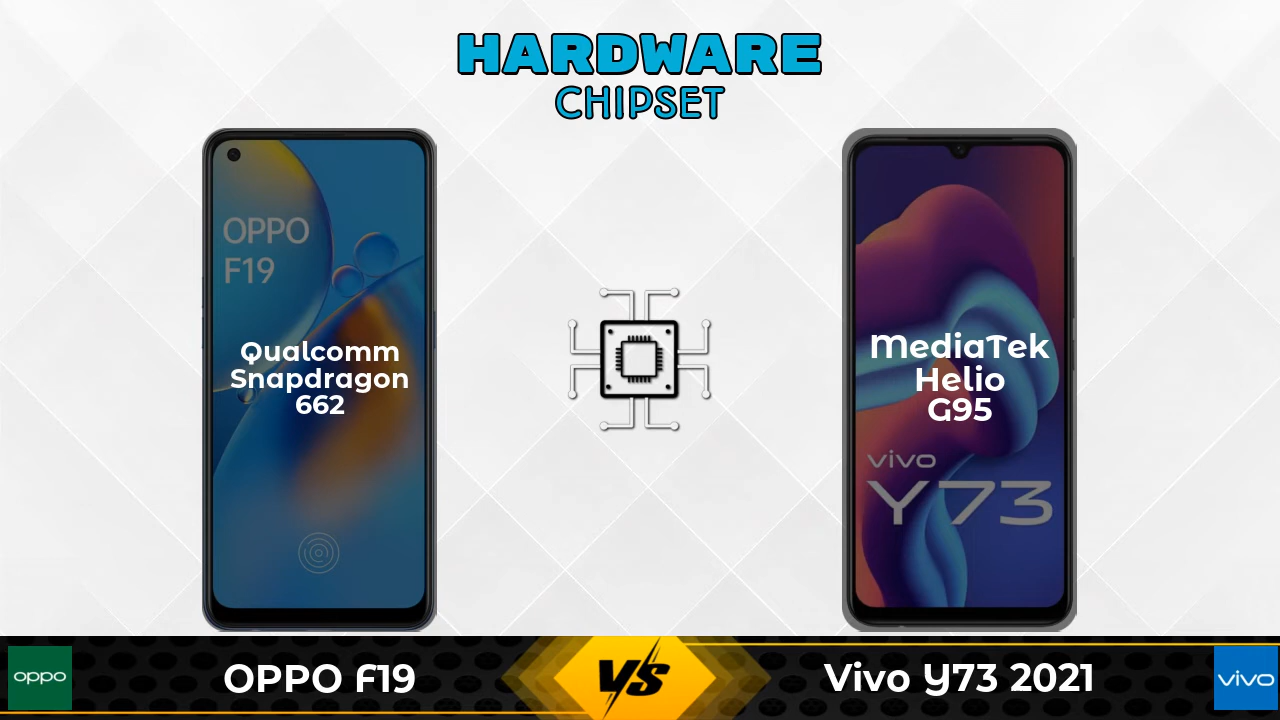 HARDWARE
CHIPSET
OPPO
F19
Qualcomm
Snapdragon
662
MediaTek
Helio
G95
vivo
Y73
oppo
OPPO F19
VS
Vivo Y73 2021
vivo